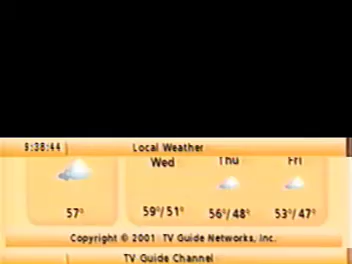 9:38:44 Local Weather
Wed Thu Fri
57° 59°/51° 56°/48° 53°/47°
Copyright © 2001 TV Guide Networks, Inc.
TV Guide Channel